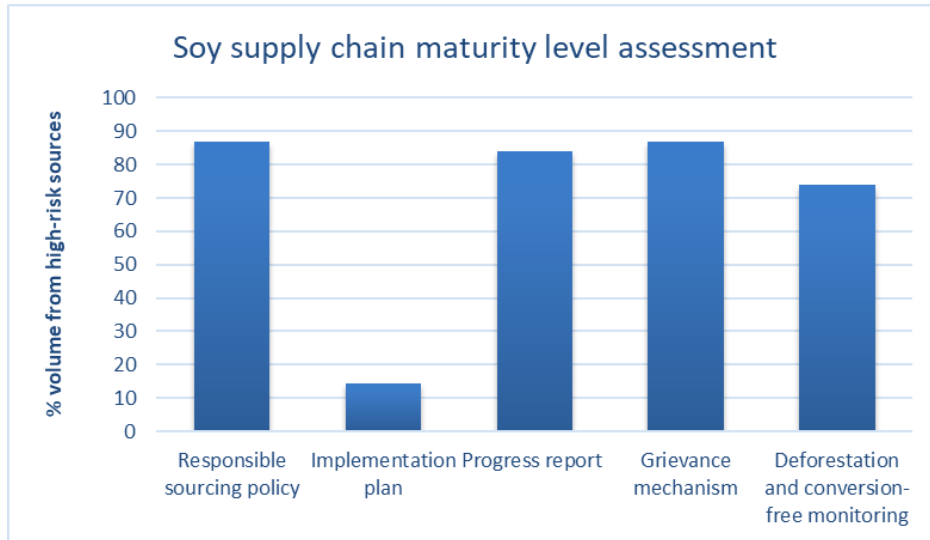 Soy supply chain maturity level assessment
% volume from high-risk sources
100
90
80
70
60
50
40
30
20
10
0
Responsible
sourcing policy
Implementation
plan
Progress report
Grievance
mechanism
Deforestation
and conversion-
free monitoring